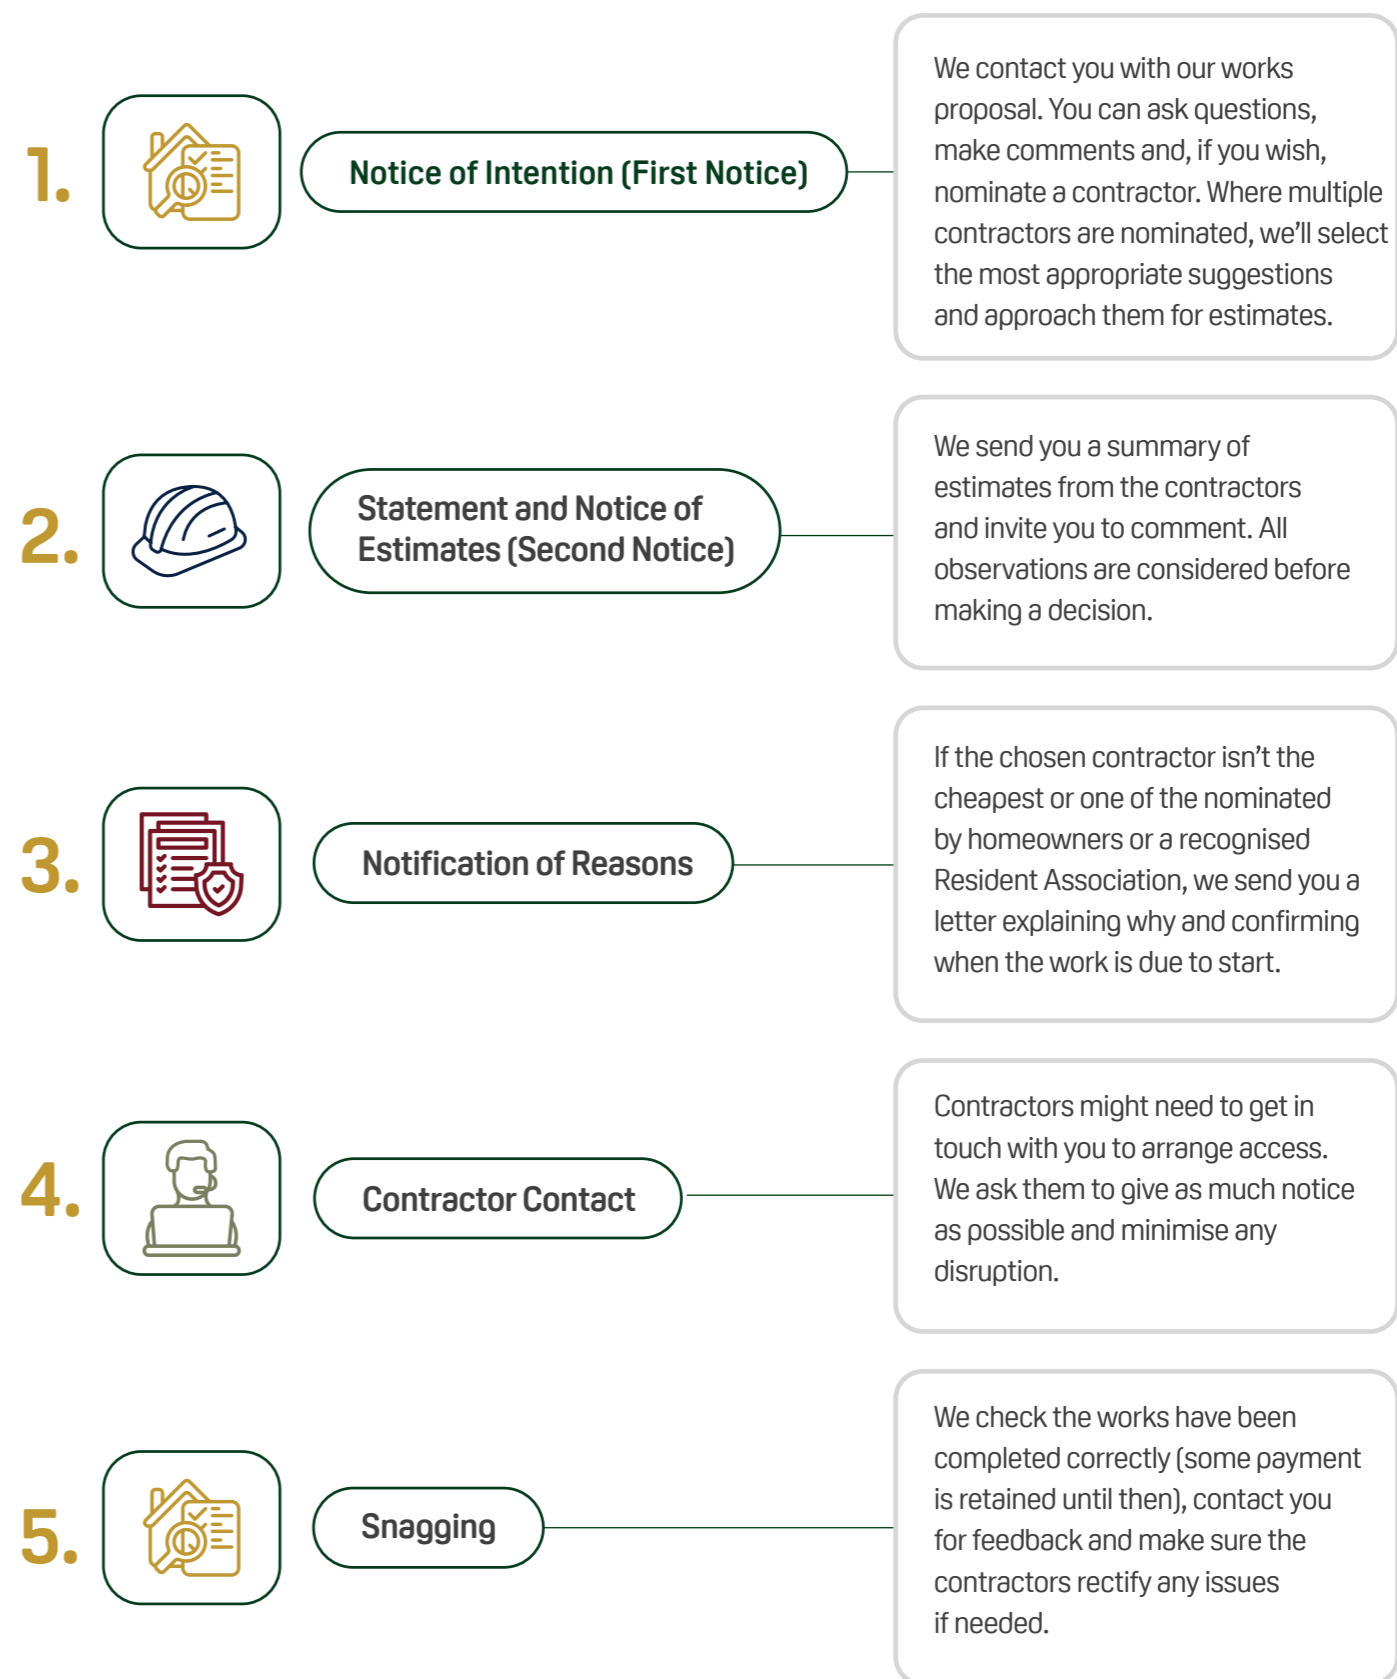 1.
Notice of Intention (First Notice)
We contact you with our works
proposal. You can ask questions,
make comments and, if you wish,
nominate a contractor. Where multiple
contractors are nominated, we'll select
the most appropriate suggestions
and approach them for estimates.
2.
Statement and Notice of
Estimates (Second Notice)
We send you a summary of
estimates from the contractors
and invite you to comment. All
observations are considered before
making a decision.
3.
Notification of Reasons
If the chosen contractor isn't the
cheapest or one of the nominated
by homeowners or a recognised
Resident Association, we send you a
letter explaining why and confirming
when the work is due to start.
4.
Contractor Contact
Contractors might need to get in
touch with you to arrange access.
We ask them to give as much notice
as possible and minimise any
disruption.
5.
Snagging
We check the works have been
completed correctly (some payment
is retained until then), contact you
for feedback and make sure the
contractors rectify any issues
if needed.